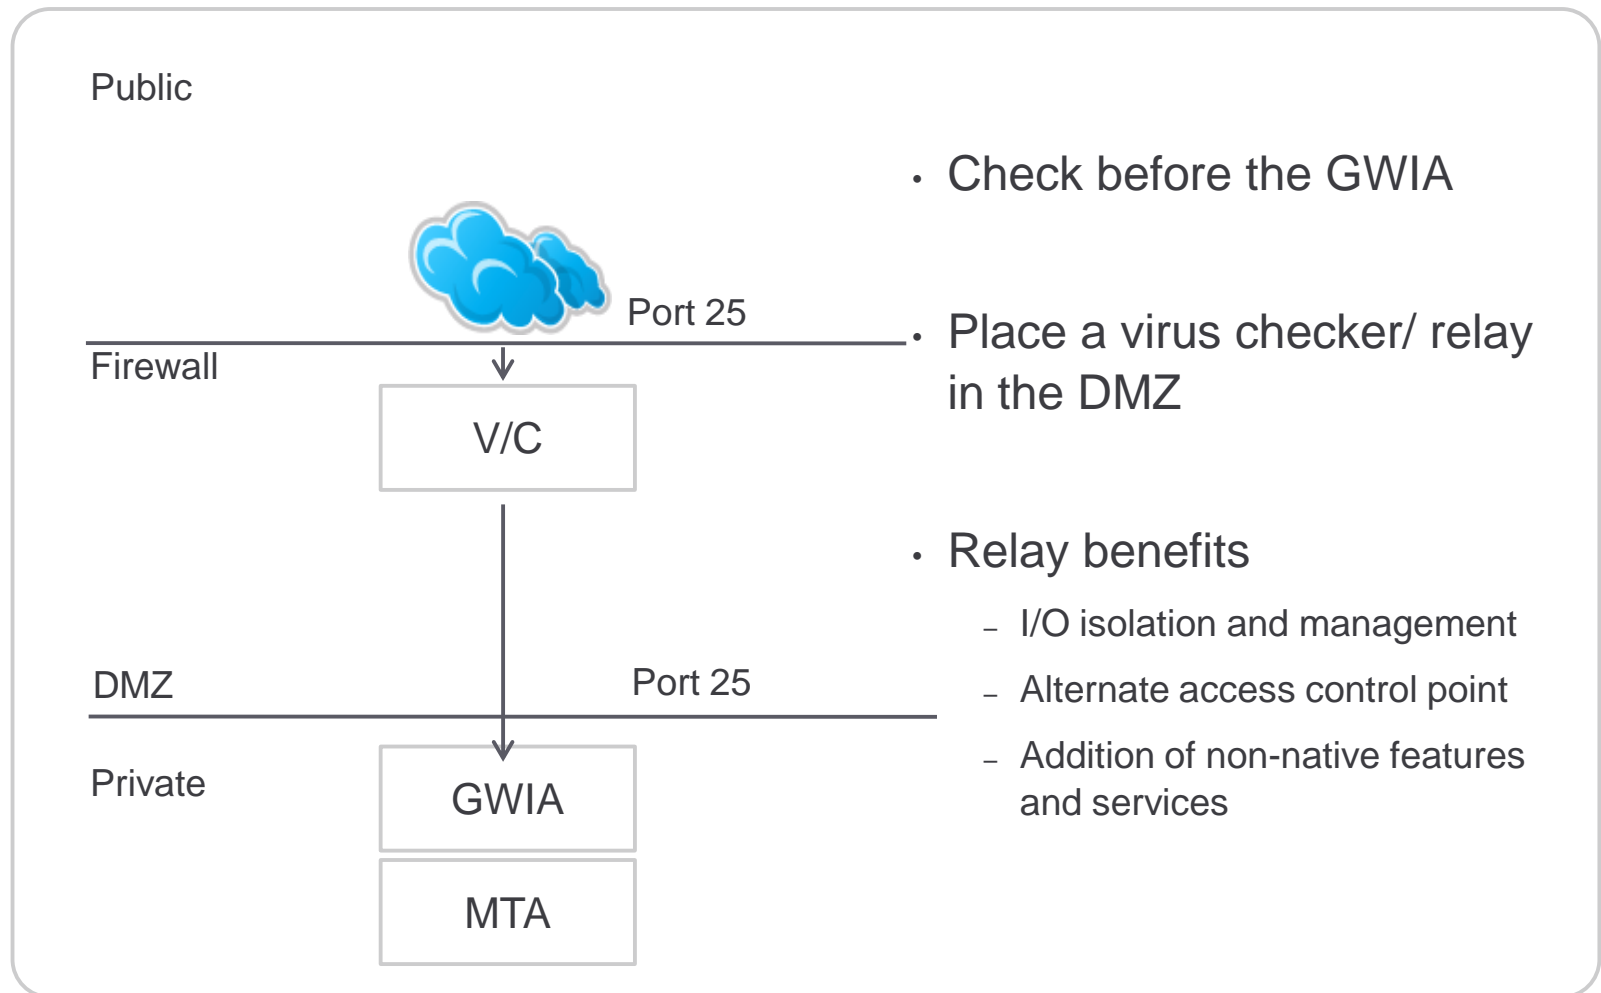 Public
Port 25
Firewall
V/C
DMZ
Port 25
Private
GWIA
MTA
• Check before the GWIA
• Place a virus checker/ relay
in the DMZ
• Relay benefits
– I/O isolation and management
– Alternate access control point
– Addition of non-native features
and services